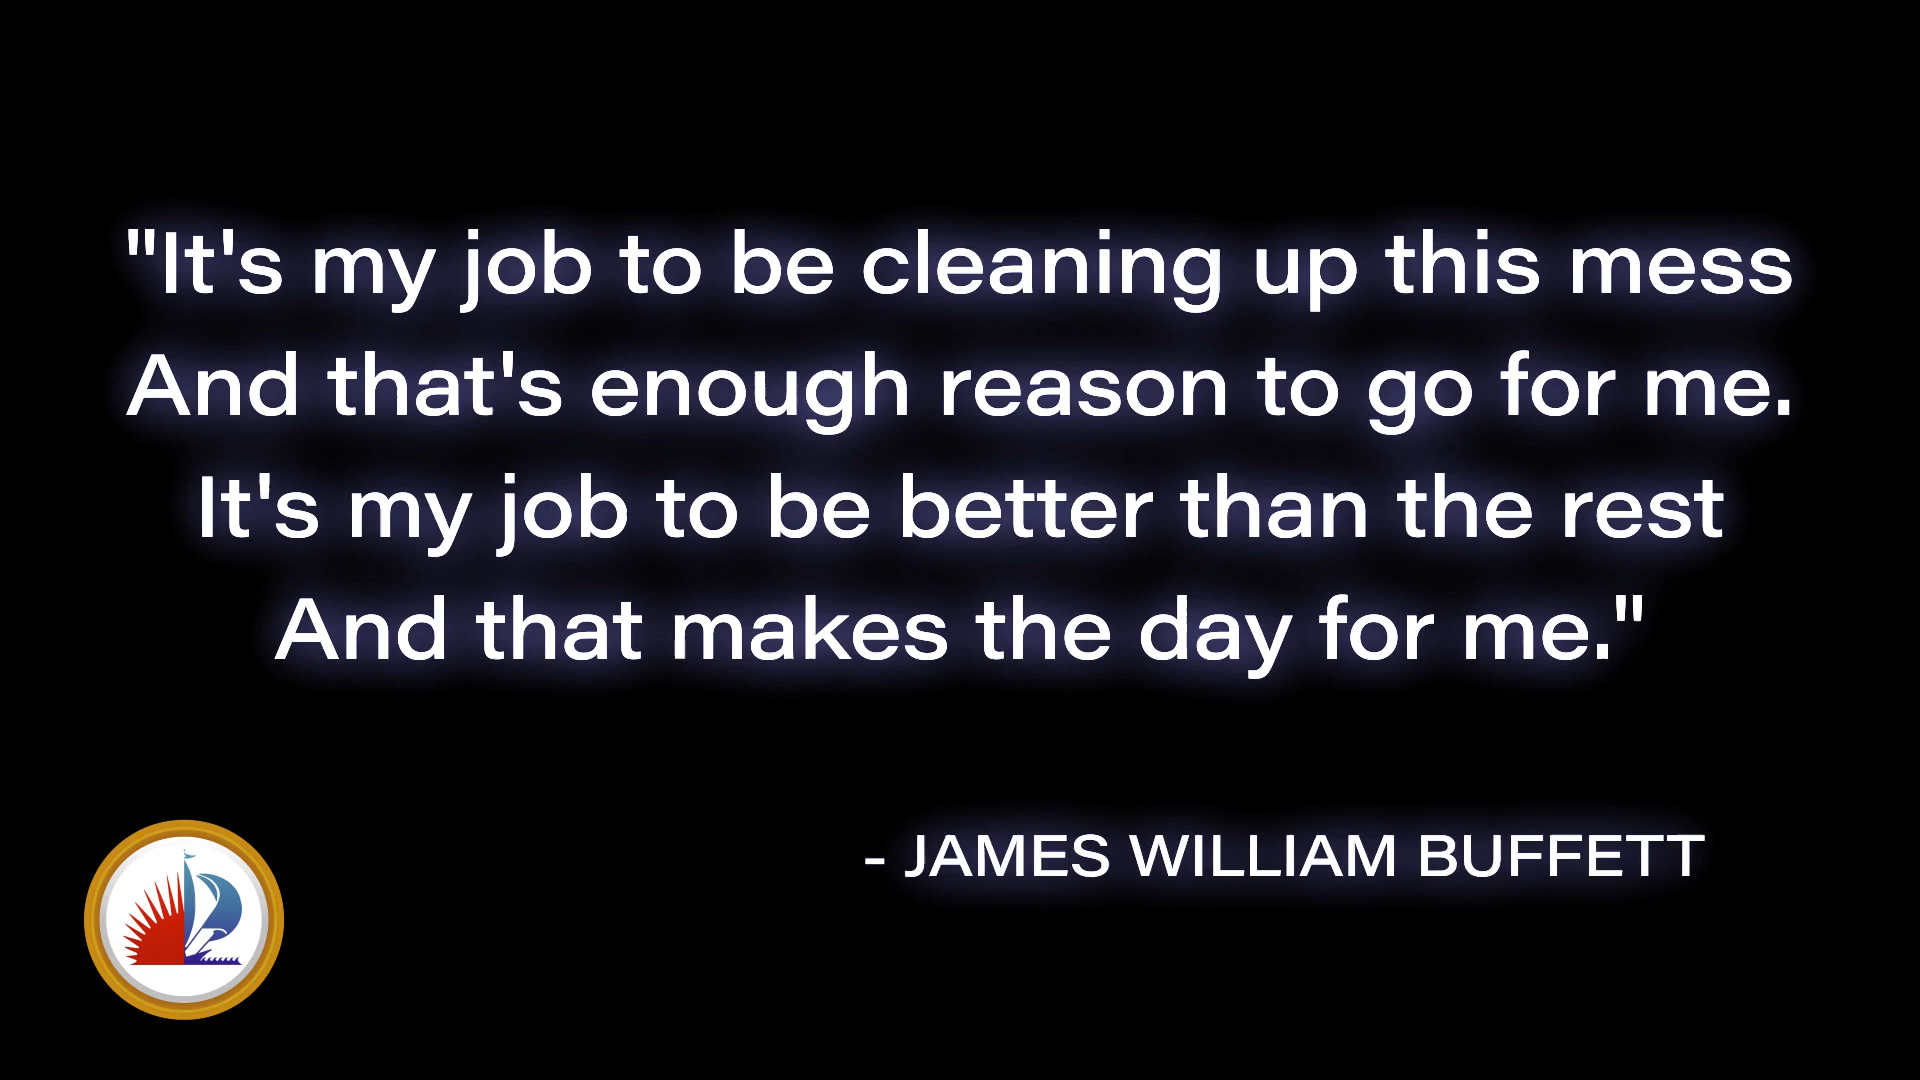 "It's my job to be cleaning up this mess
And that's enough reason to go for me.
It's my job to be better than the rest
And that makes the day for me."
- JAMES WILLIAM BUFFETT